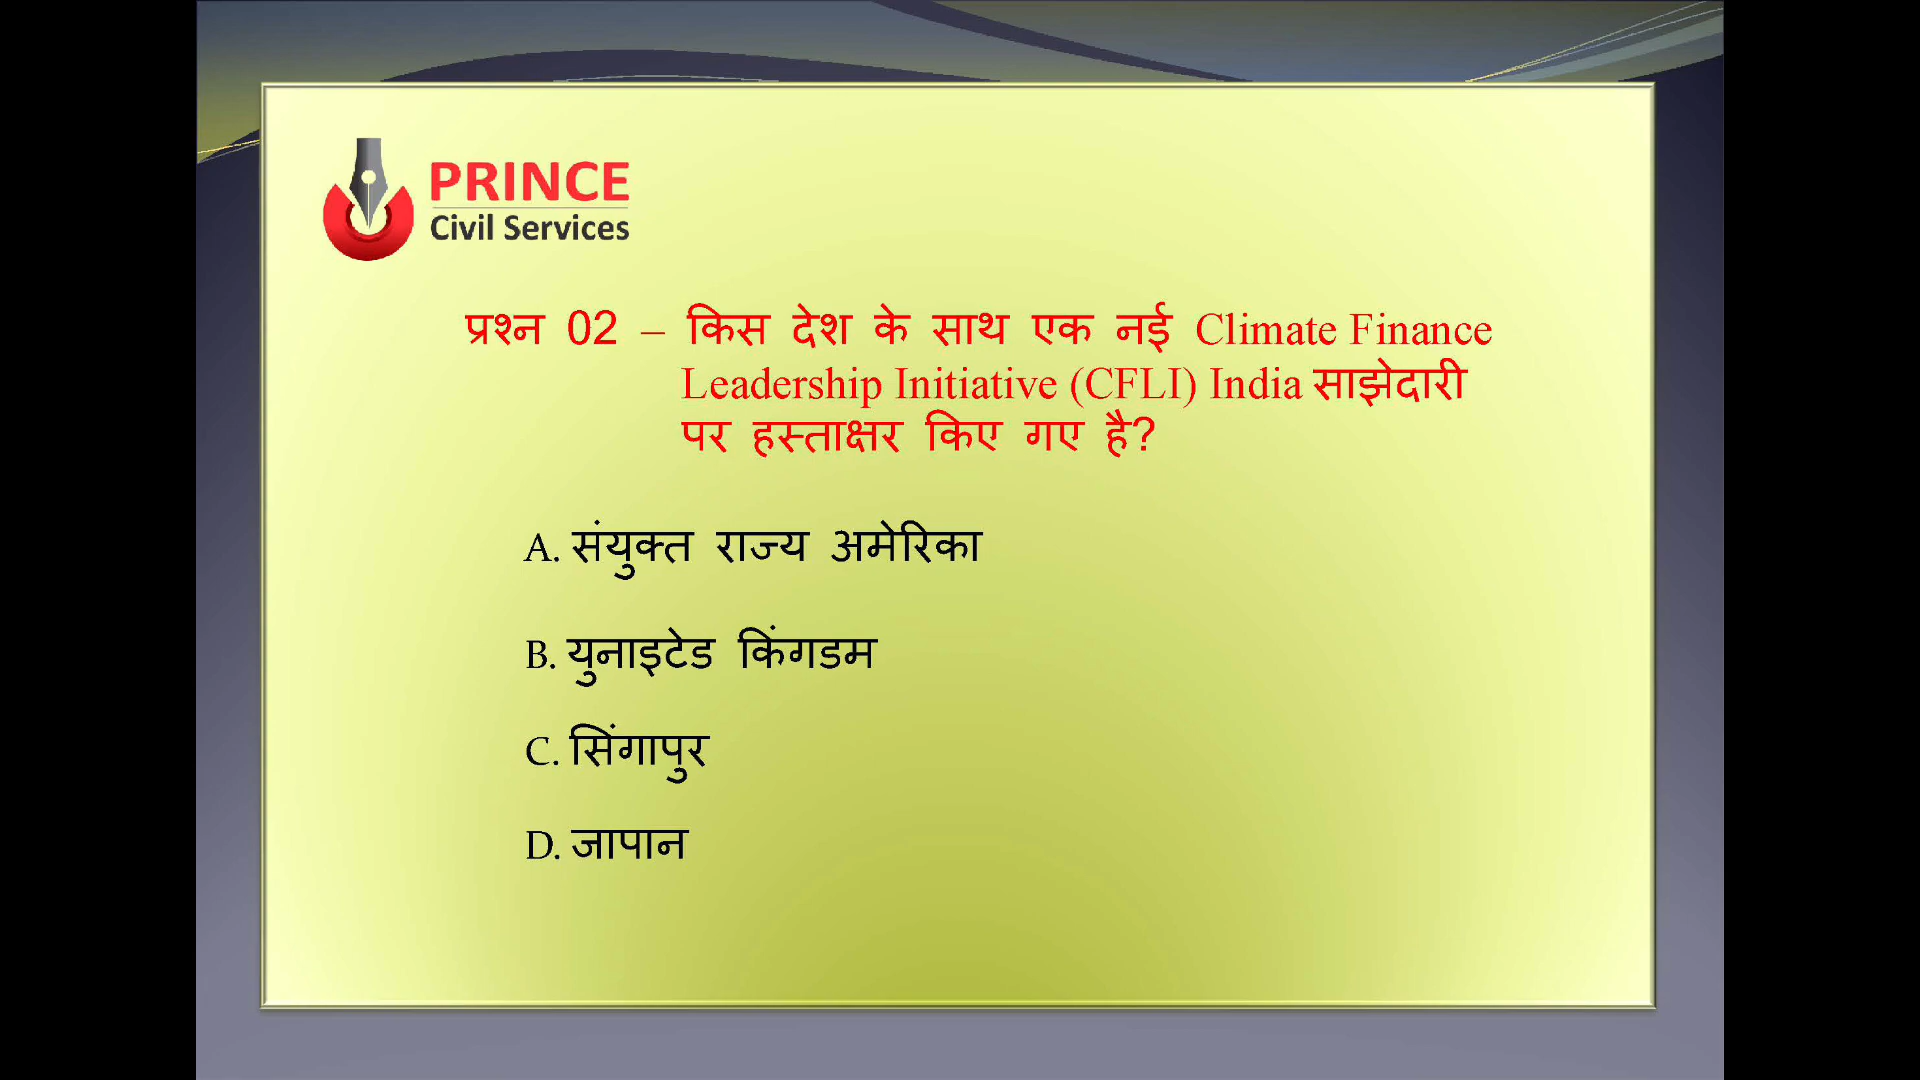 PRINCE
Civil Services
प्रश्न 02 – किस देश के साथ एक नई Climate Finance
Leadership Initiative (CFLI) India साझेदारी
पर हस्ताक्षर किए गए है?
A. संयुक्त राज्य अमेरिका
B. युनाइटेड किंगडम
C. सिंगापुर
D. जापान